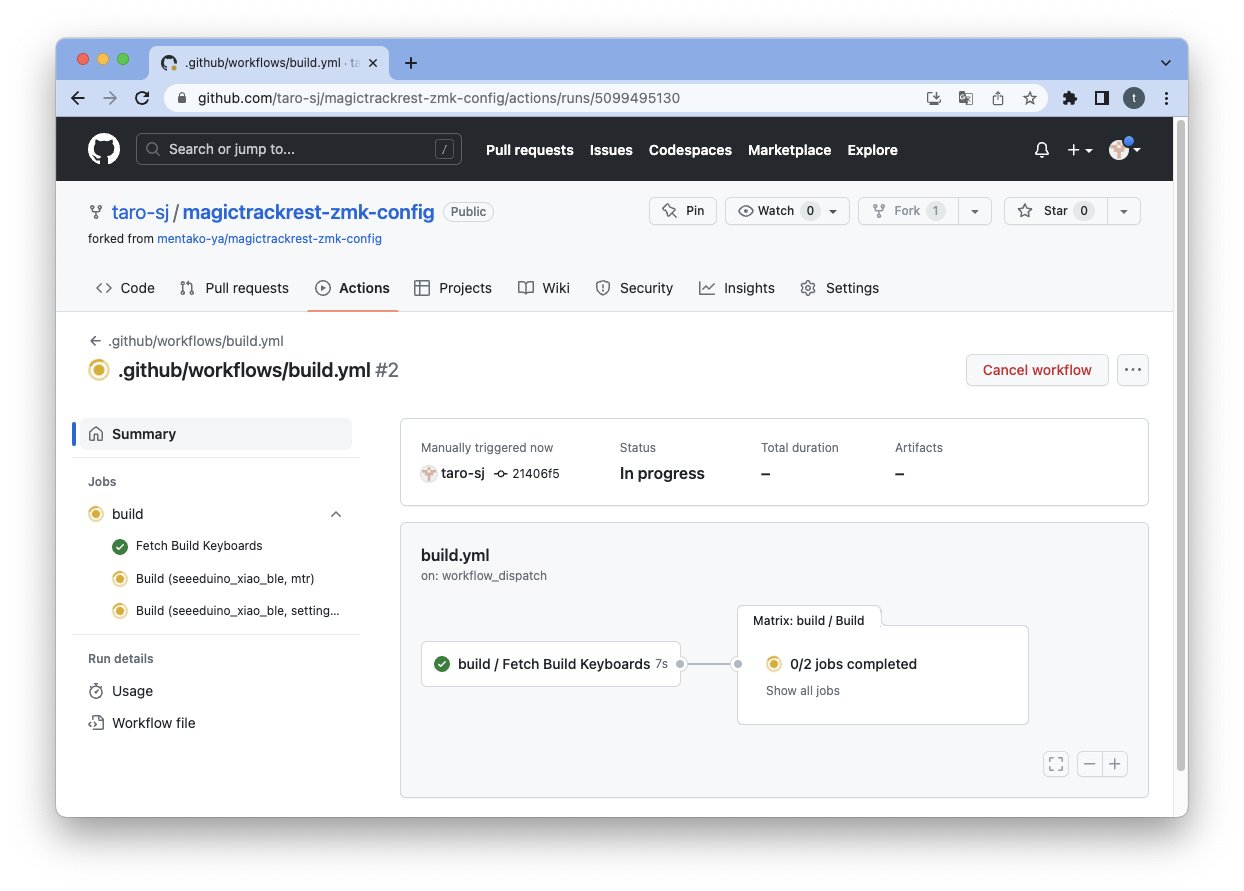 .github/workflows/build.yml · ta
github.com/taro-sj/magictrackrest-zmk-config/actions/runs/5099495130
t
Search or jump to...
/
Pull requests
Issues
Codespaces
Marketplace
Explore
taro-sj / magictrackrest-zmk-config
Public
Pin
Watch 0
Fork 1
Star 0
forked from mentako-ya/magictrackrest-zmk-config
Code
Pull requests
Actions
Projects
Wiki
Security
Insights
Settings
.github/workflows/build.yml
.github/workflows/build.yml #2
Cancel workflow
Summary
Jobs
build
Fetch Build Keyboards
Build (seeeduino_xiao_ble, mtr)
Build (seeeduino_xiao_ble, setting...
Run details
Usage
Workflow file
Manually triggered now
taro-sj 21406f5
Status
In progress
Total duration
–
Artifacts
–
build.yml
on: workflow_dispatch
build / Fetch Build Keyboards 7s
Matrix: build / Build
0/2 jobs completed
Show all jobs